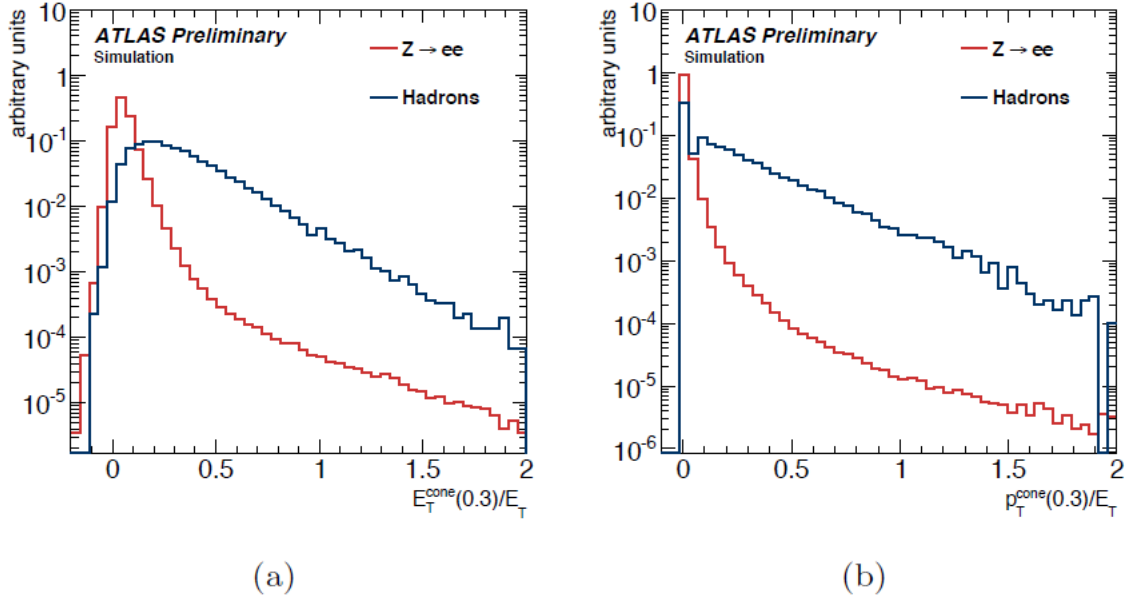 arbitrary units
10
1
10⁻¹
10⁻²
10⁻³
10⁻⁴
10⁻⁵
ATLAS Preliminary
Simulation
Z → ee
Hadrons
0 0.5 1 1.5 2
E_T^cone(0.3)/E_T
(a)
arbitrary units
10
1
10⁻¹
10⁻²
10⁻³
10⁻⁴
10⁻⁵
10⁻⁶
ATLAS Preliminary
Simulation
Z → ee
Hadrons
0 0.5 1 1.5 2
p_T^cone(0.3)/E_T
(b)